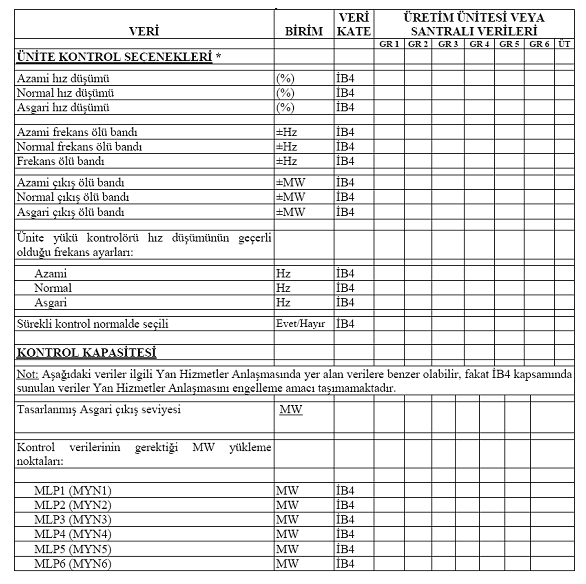 VERİ BİRİM VERİ KATE ÜRETİM ÜNİTESİ VEYA SANTRALI VERİLERİ
GR 1 GR 2 GR 3 GR 4 GR 5 GR 6 ÜT
ÜNİTE KONTROL SEÇENEKLERİ *
Azami hız düşümü (%) İB4
Normal hız düşümü (%) İB4
Asgari hız düşümü (%) İB4
Azami frekans ölü bandı ±Hz İB4
Normal frekans ölü bandı ±Hz İB4
Frekans ölü bandı ±Hz İB4
Azami çıkış ölü bandı ±MW İB4
Normal çıkış ölü bandı ±MW İB4
Asgari çıkış ölü bandı ±MW İB4
Ünite yükü kontrolörü hız düşümünün geçerli
olduğu frekans ayarları:
Azami Hz İB4
Normal Hz İB4
Asgari Hz İB4
Sürekli kontrol normalde seçili Evet/Hayır İB4
KONTROL KAPASİTESİ
Not: Aşağıdaki veriler ilgili Yan Hizmetler Anlaşmasında yer alan verilere benzer olabilir, fakat İB4 kapsamında
sunulan veriler Yan Hizmetler Anlaşmasını engelleme amacı taşımamaktadır.
Tasarlanmış Asgari çıkış seviyesi MW
Kontrol verilerinin gerektiği MW yükleme
noktaları:
MLP1 (MYN1) MW İB4
MLP2 (MYN2) MW İB4
MLP3 (MYN3) MW İB4
MLP4 (MYN4) MW İB4
MLP5 (MYN5) MW İB4
MLP6 (MYN6) MW İB4